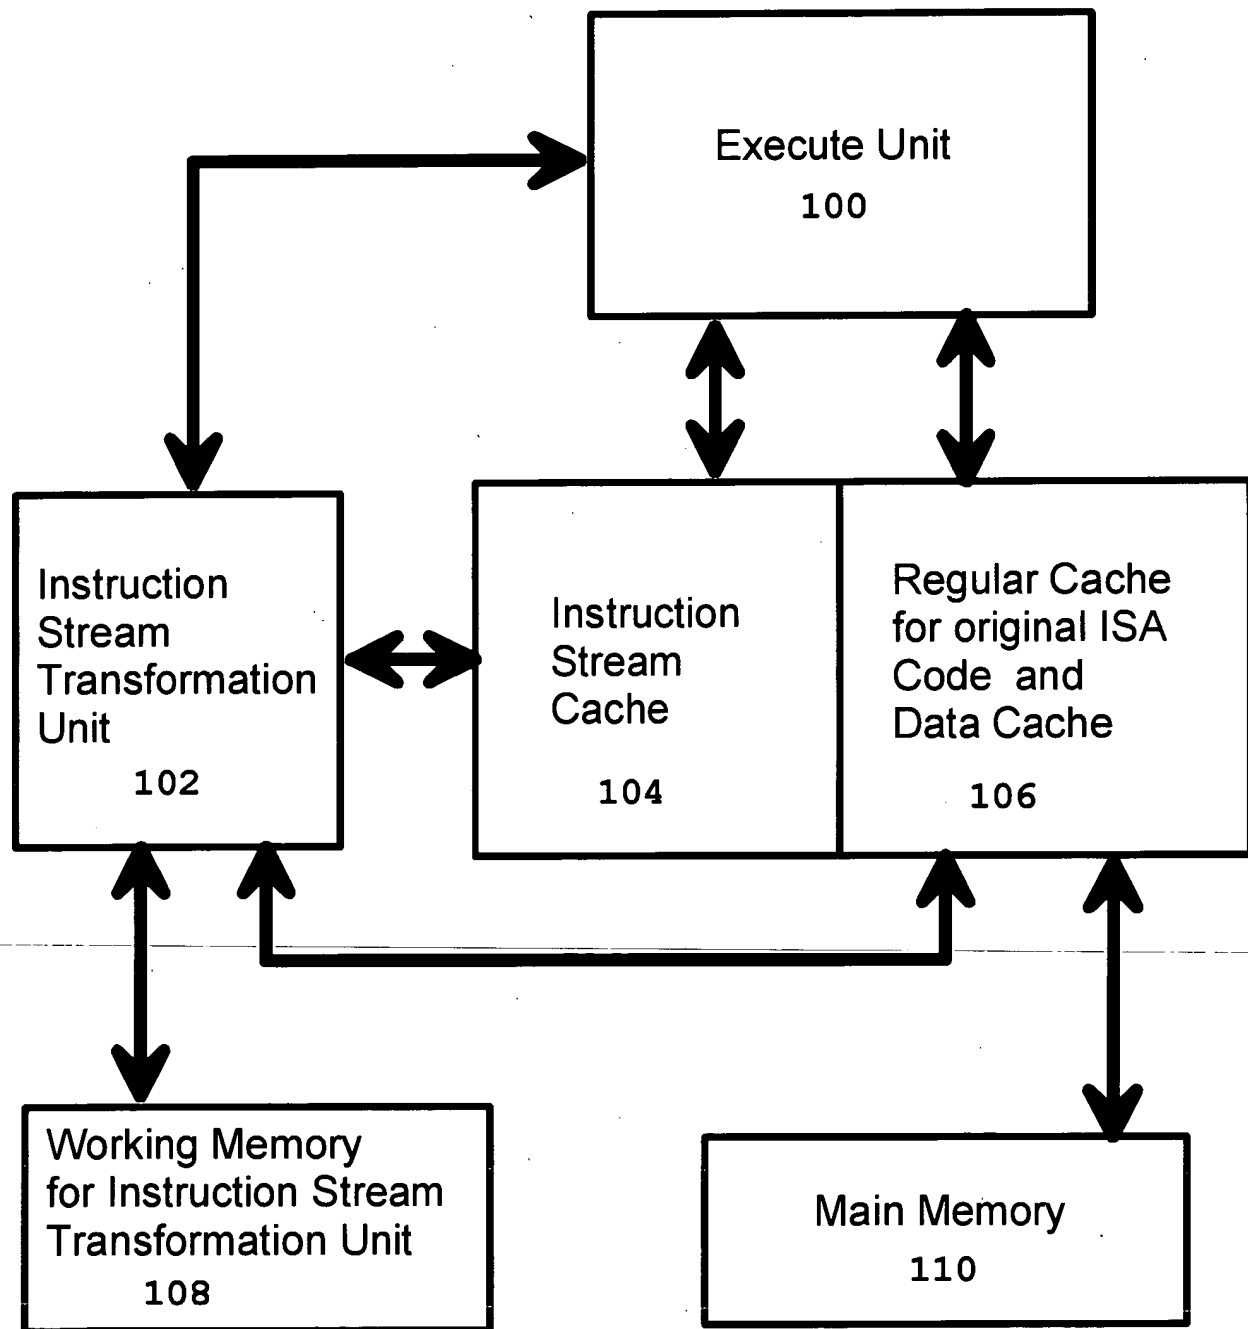 Execute Unit
100
Instruction
Stream
Transformation
Unit
102
Instruction
Stream
Cache
104
Regular Cache
for original ISA
Code and
Data Cache
106
Working Memory
for Instruction Stream
Transformation Unit
108
Main Memory
110